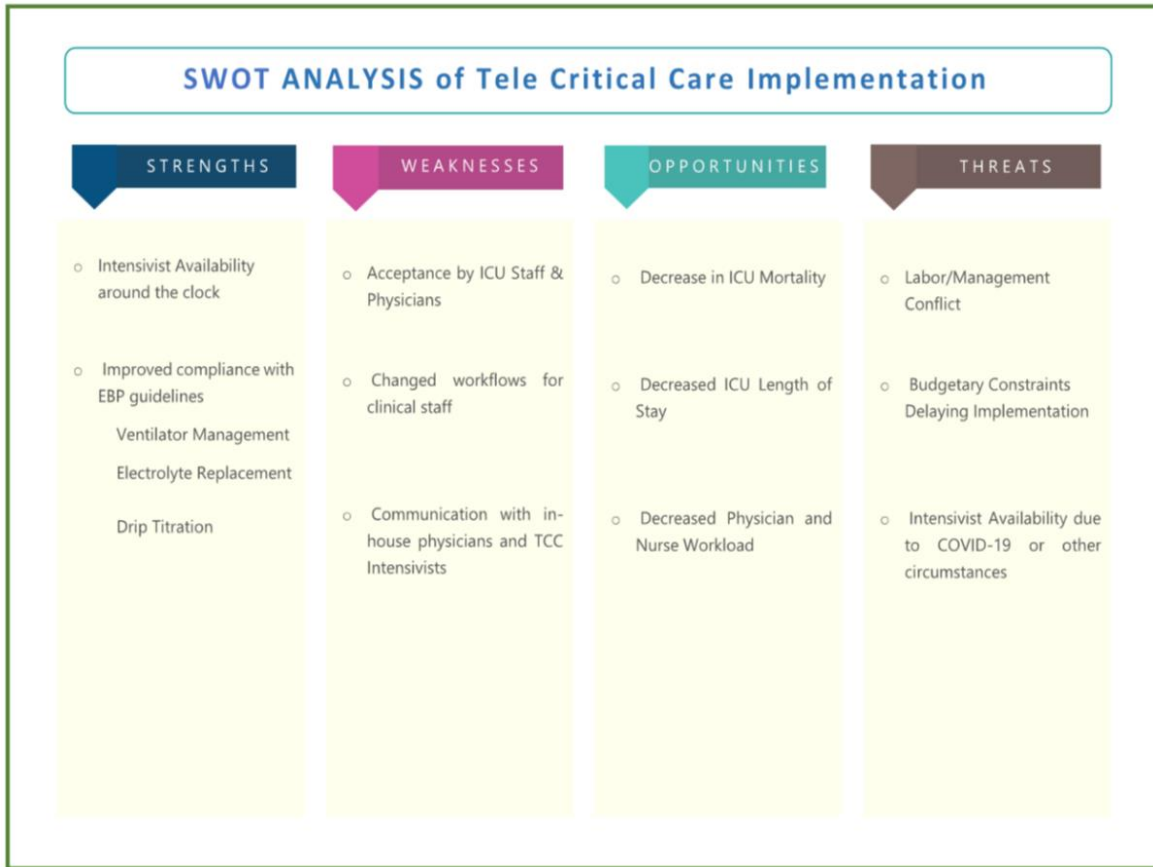 SWOT ANALYSIS of Tele Critical Care Implementation
STRENGTHS
o Intensivist Availability
around the clock
o Improved compliance with
EBP guidelines
Ventilator Management
Electrolyte Replacement
Drip Titration
WEAKNESSES
o Acceptance by ICU Staff &
Physicians
o Changed workflows for
clinical staff
o Communication with in-
house physicians and TCC
Intensivists
OPPORTUNITIES
o Decrease in ICU Mortality
o Decreased ICU Length of
Stay
o Decreased Physician and
Nurse Workload
THREATS
o Labor/Management
Conflict
o Budgetary Constraints
Delaying Implementation
o Intensivist Availability due
to COVID-19 or other
circumstances